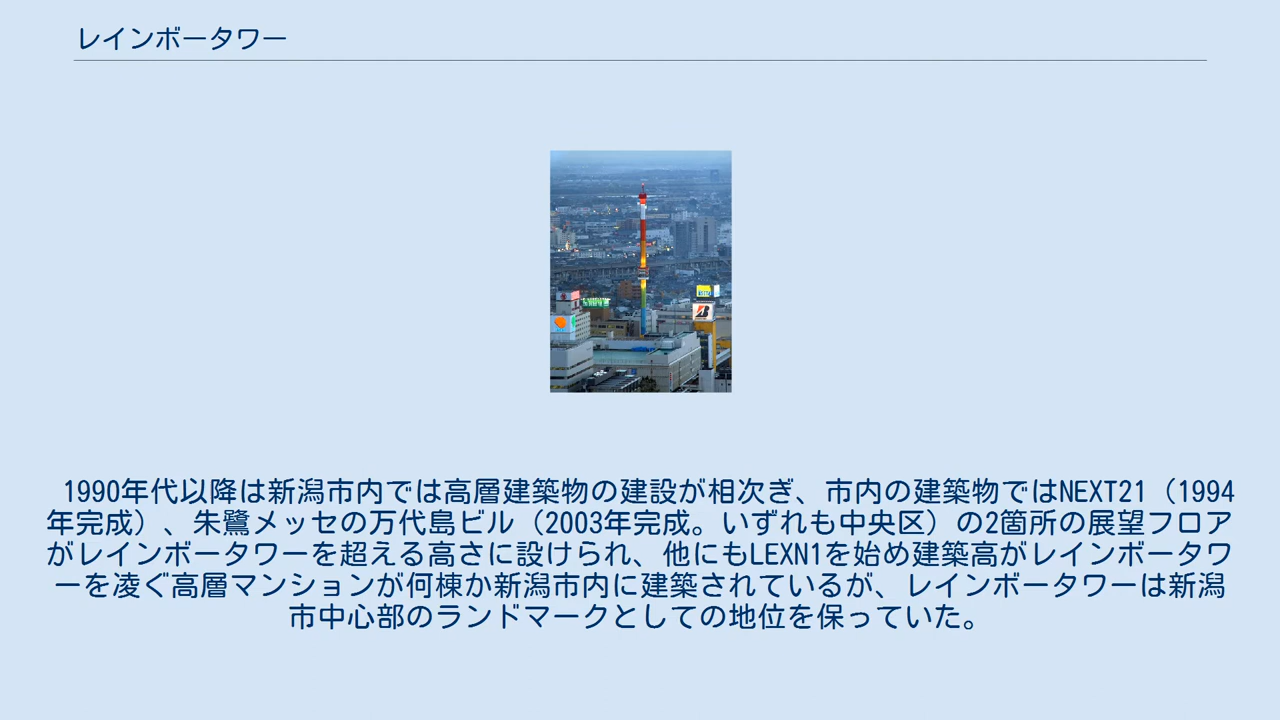 レインボータワー
1990年代以降は新潟市内では高層建築物の建設が相次ぎ、市内の建築物ではNEXT21（1994
年完成）、朱鷺メッセの万代島ビル（2003年完成。いずれも中央区）の2箇所の展望フロア
がレインボータワーを超える高さに設けられ、他にもLEXN1を始め建築高がレインボータワ
ーを凌ぐ高層マンションが何棟か新潟市内に建築されているが、レインボータワーは新潟
市中心部のランドマークとしての地位を保っていた。